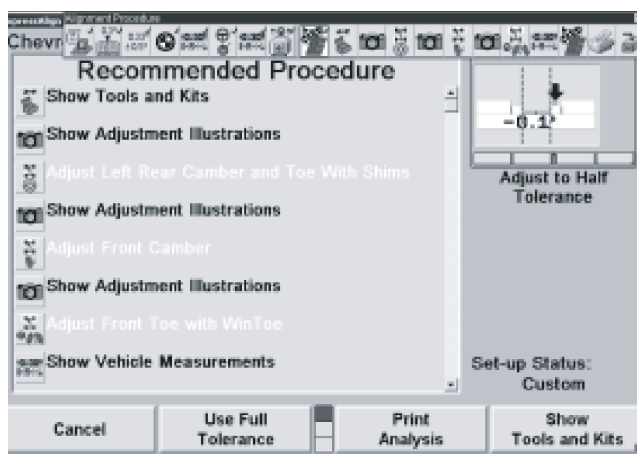 ExpressAlign Alignment Procedure
Chevr
Recommended Procedure
Show Tools and Kits
Show Adjustment Illustrations
Adjust Left Rear Camber and Toe With Shims
Show Adjustment Illustrations
Adjust Front Camber
Show Adjustment Illustrations
Adjust Front Toe with WinToe
Show Vehicle Measurements
-0.1°
Adjust to Half
Tolerance
Set-up Status:
Custom
Cancel
Use Full
Tolerance
Print
Analysis
Show
Tools and Kits